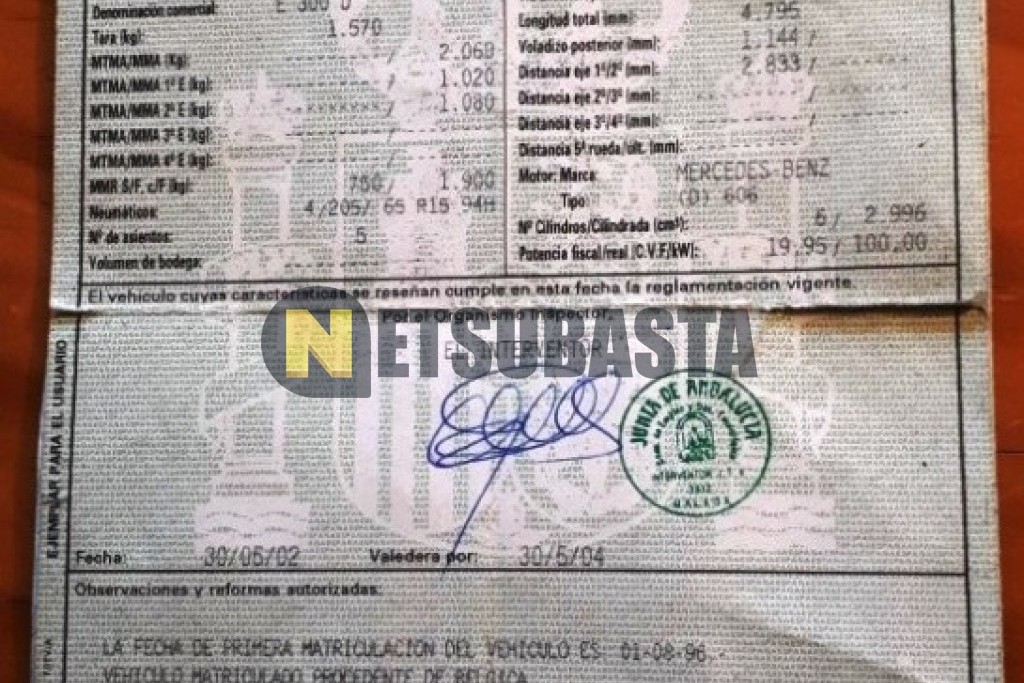 Denominación comercial: E 300 D
Tara (kg): 1.570
MTMA/MMA (Kg): / 2.060
MTMA/MMA 1º E (kg): / 1.020
MTMA/MMA 2º E (kg): / 1.080
MTMA/MMA 3º E (kg): /
MTMA/MMA 4º E (kg): /
MMR S/F, c/F (kg): 750/ 1.900
Neumáticos: 4/205/ 65 R15 94H
Nº de asientos: 5
Volumen de bodega:
Longitud total (mm): 4.795
Voladizo posterior (mm): 1.144 /
Distancia eje 1º/2º (mm): 2.833/
Distancia eje 2º/3º (mm): /
Distancia eje 3º/4º (mm): /
Distancia 5ª rueda/últ. (mm):
Motor: Marca MERCEDES-BENZ
Tipo (D) 606
Nº Cilindros/Cilindrada (cm³): 6/ 2.996
Potencia fiscal/real (C.V.F/kW): 19,95/ 100,00
El vehículo cuyas características se reseñan cumple en esta fecha la reglamentación vigente.
Por el Organismo Inspector,
NETSUBASTA
EL INTERVENTOR
JUNTA DE ANDALUCIA
INTERVENTOR
MALAGA
EJEMPLAR PARA EL USUARIO
Fecha: 30/05/02 Valedera por: 30/5/04
Observaciones y reformas autorizadas:
LA FECHA DE PRIMERA MATRICULACION DEL VEHICULO ES: 01-08-96.-
VEHICULO MATRICULADO PROCEDENTE DE BELGICA